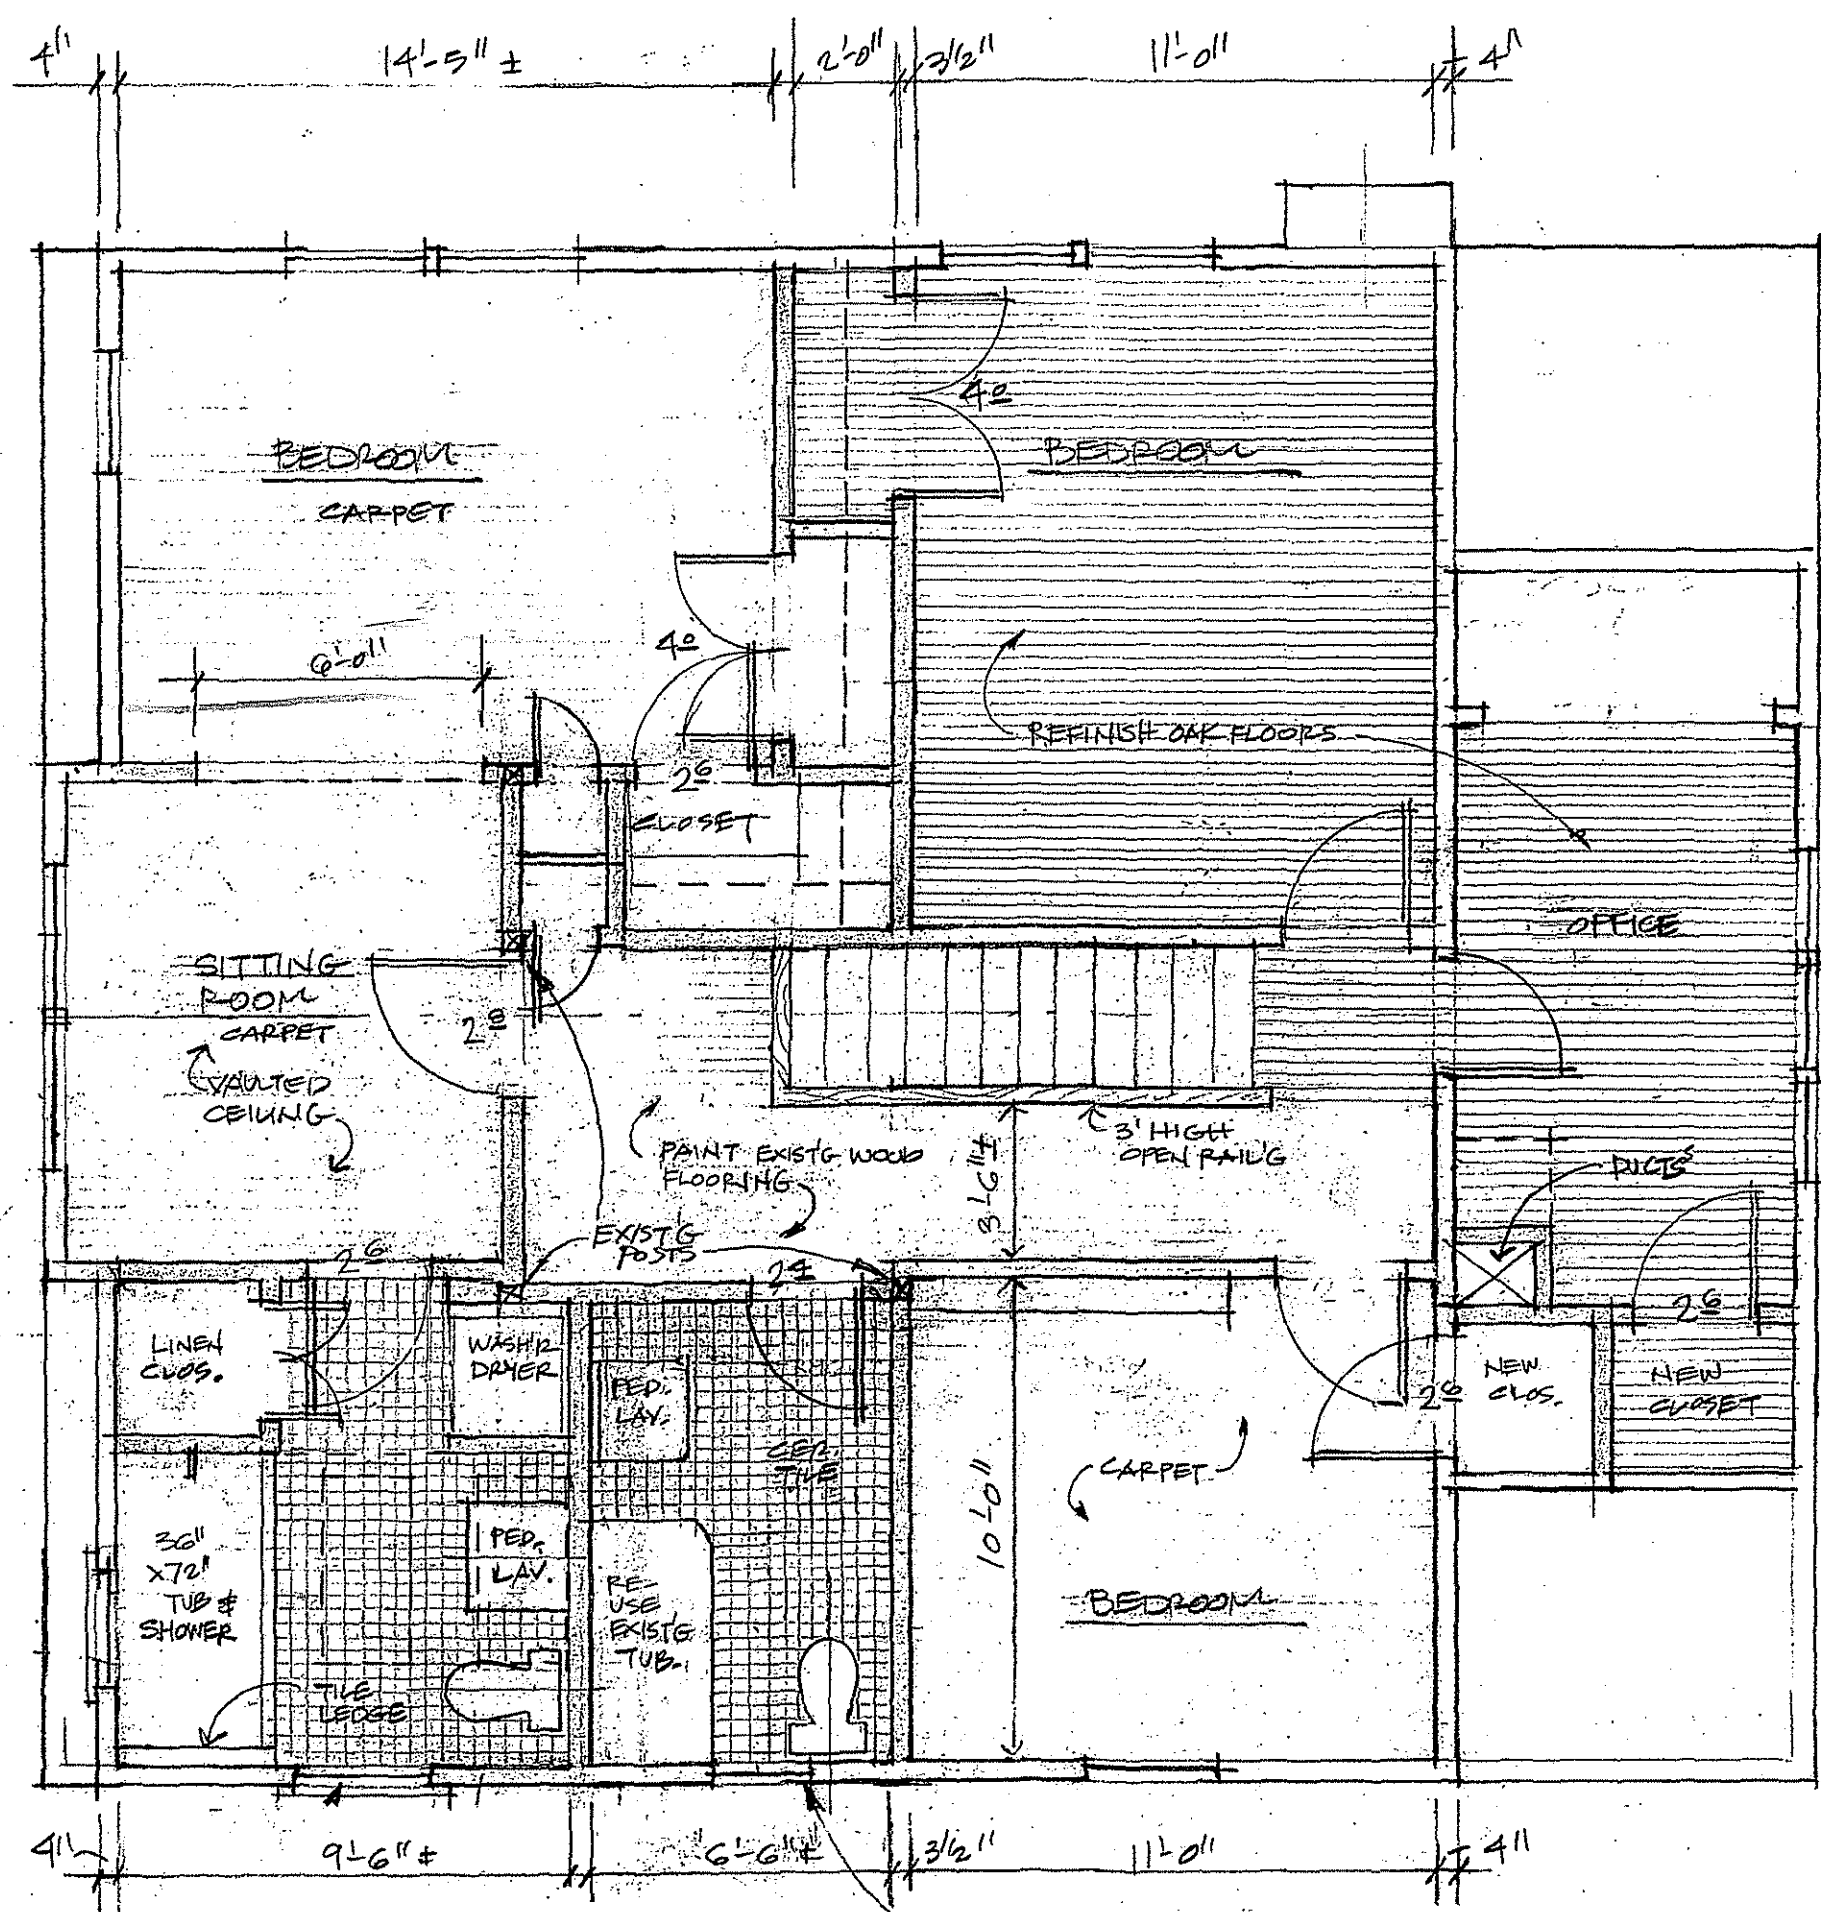 4"
14'-5" ±
2'-0"
3½"
11'-0"
4"
4⁰
BEDROOM
CARPET
BEDROOM
6'-0"
4⁰
REFINISH OAK FLOORS
2⁶
CLOSET
OFFICE
SITTING
ROOM
CARPET
2⁸
VAULTED
CEILING
PAINT EXIST'G WOOD
FLOORING
3' HIGH
OPEN RAIL'G
3'-6"±
DUCTS
EXIST'G
POSTS
2⁶
2⁴
2⁶
LINEN
CLOS.
WASH'R
DRYER
PED.
LAV.
2⁶
NEW
CLOS.
NEW
CLOSET
CER.
TILE
CARPET
10'-0"
36"
x72"
TUB &
SHOWER
PED.
LAV.
RE-
USE
EXIST'G
TUB.
BEDROOM
TILE
LEDGE
4"
9'-6" ±
6'-6" ±
3½"
11'-0"
4"